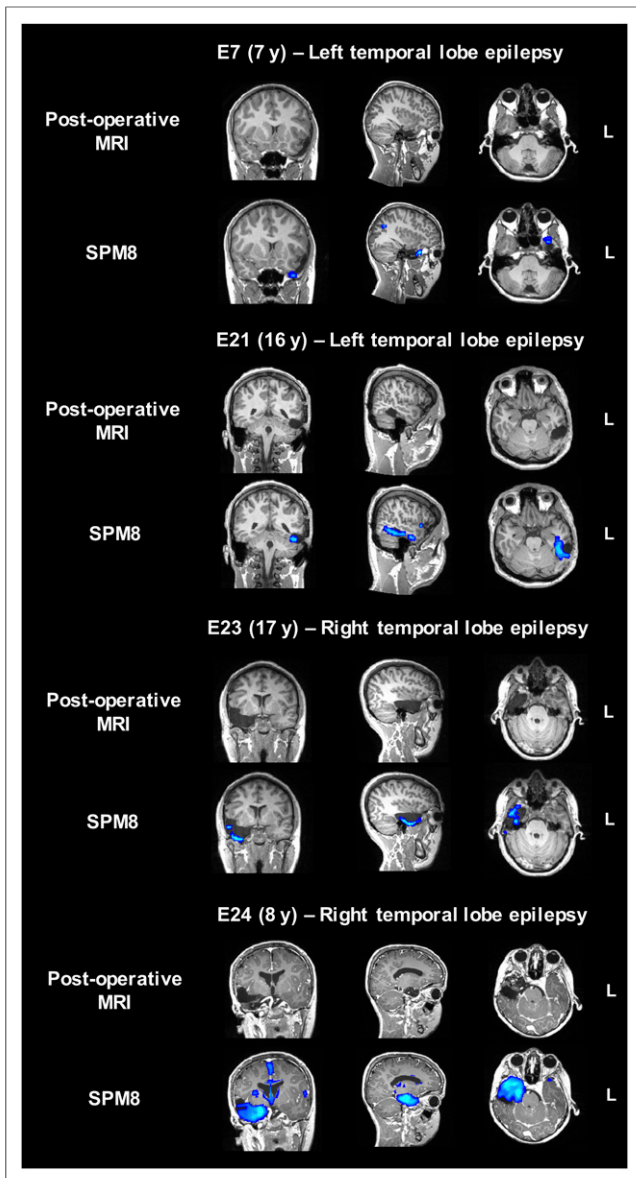 E7 (7 y) – Left temporal lobe epilepsy
Post-operative
MRI
L
SPM8
L
E21 (16 y) – Left temporal lobe epilepsy
Post-operative
MRI
L
SPM8
L
E23 (17 y) – Right temporal lobe epilepsy
Post-operative
MRI
L
SPM8
L
E24 (8 y) – Right temporal lobe epilepsy
Post-operative
MRI
L
SPM8
L